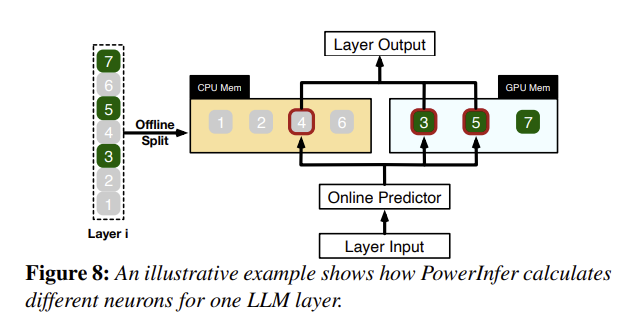 Layer Output
CPU Mem
GPU Mem
7
6
5
4
3
2
1
Offline
Split
1 2 4 6
3 5 7
Online Predictor
Layer i
Layer Input
Figure 8: An illustrative example shows how PowerInfer calculates
different neurons for one LLM layer.